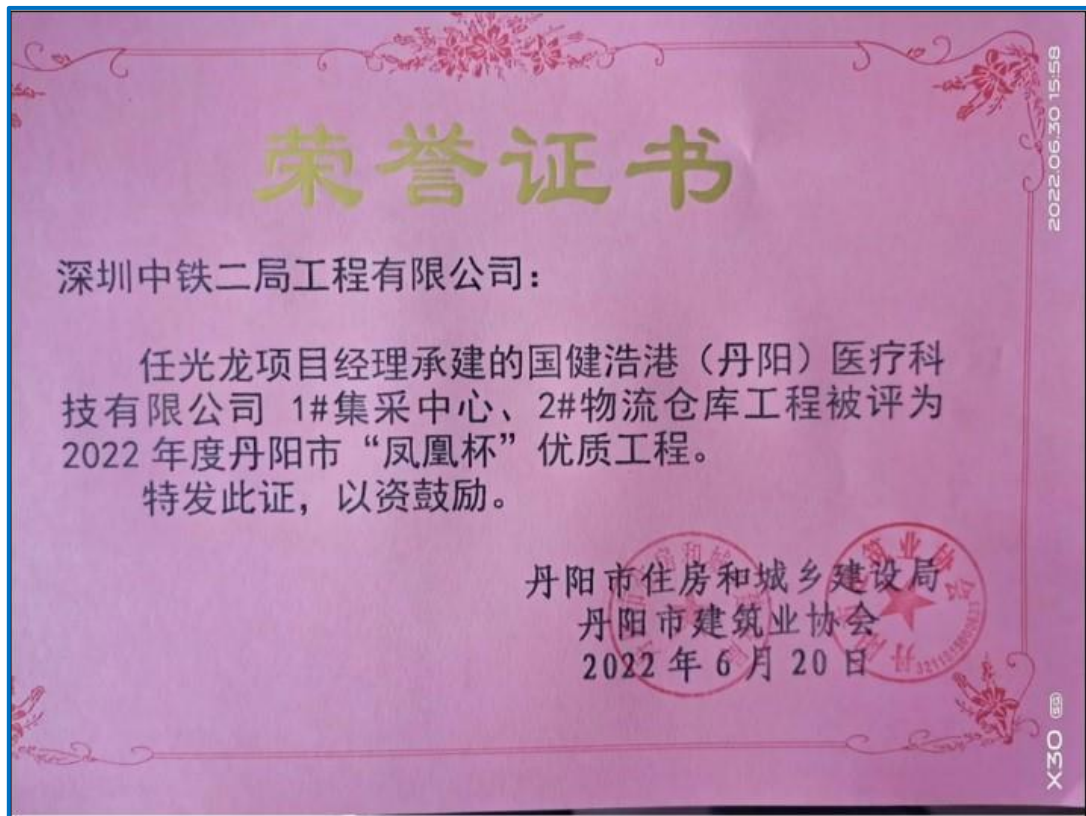 荣誉证书
深圳中铁二局工程有限公司：
任光龙项目经理承建的国健浩港（丹阳）医疗科
技有限公司 1#集采中心、2#物流仓库工程被评为
2022 年度丹阳市“凤凰杯”优质工程。
特发此证，以资鼓励。
丹阳市住房和城乡建设局
丹阳市建筑业协会
2022 年 6 月 20 日
2022.06.30 15:58
X30